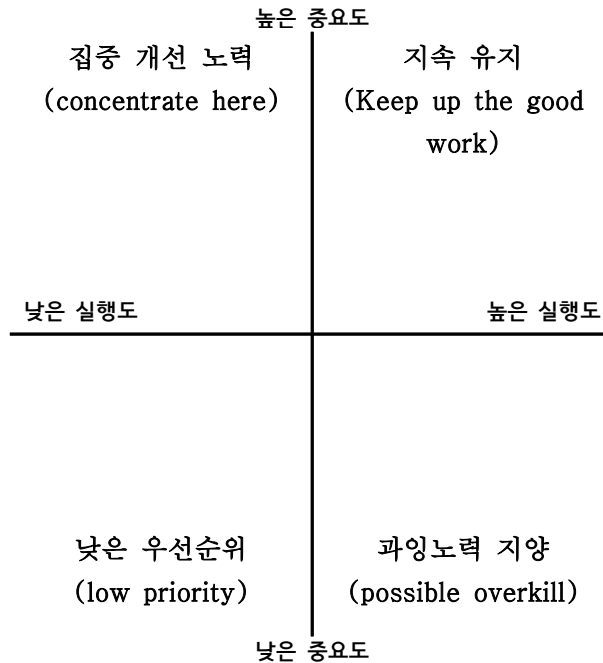 높은 중요도
집중 개선 노력
(concentrate here)
지속 유지
(Keep up the good
work)
낮은 실행도
높은 실행도
낮은 우선순위
(low priority)
과잉노력 지양
(possible overkill)
낮은 중요도